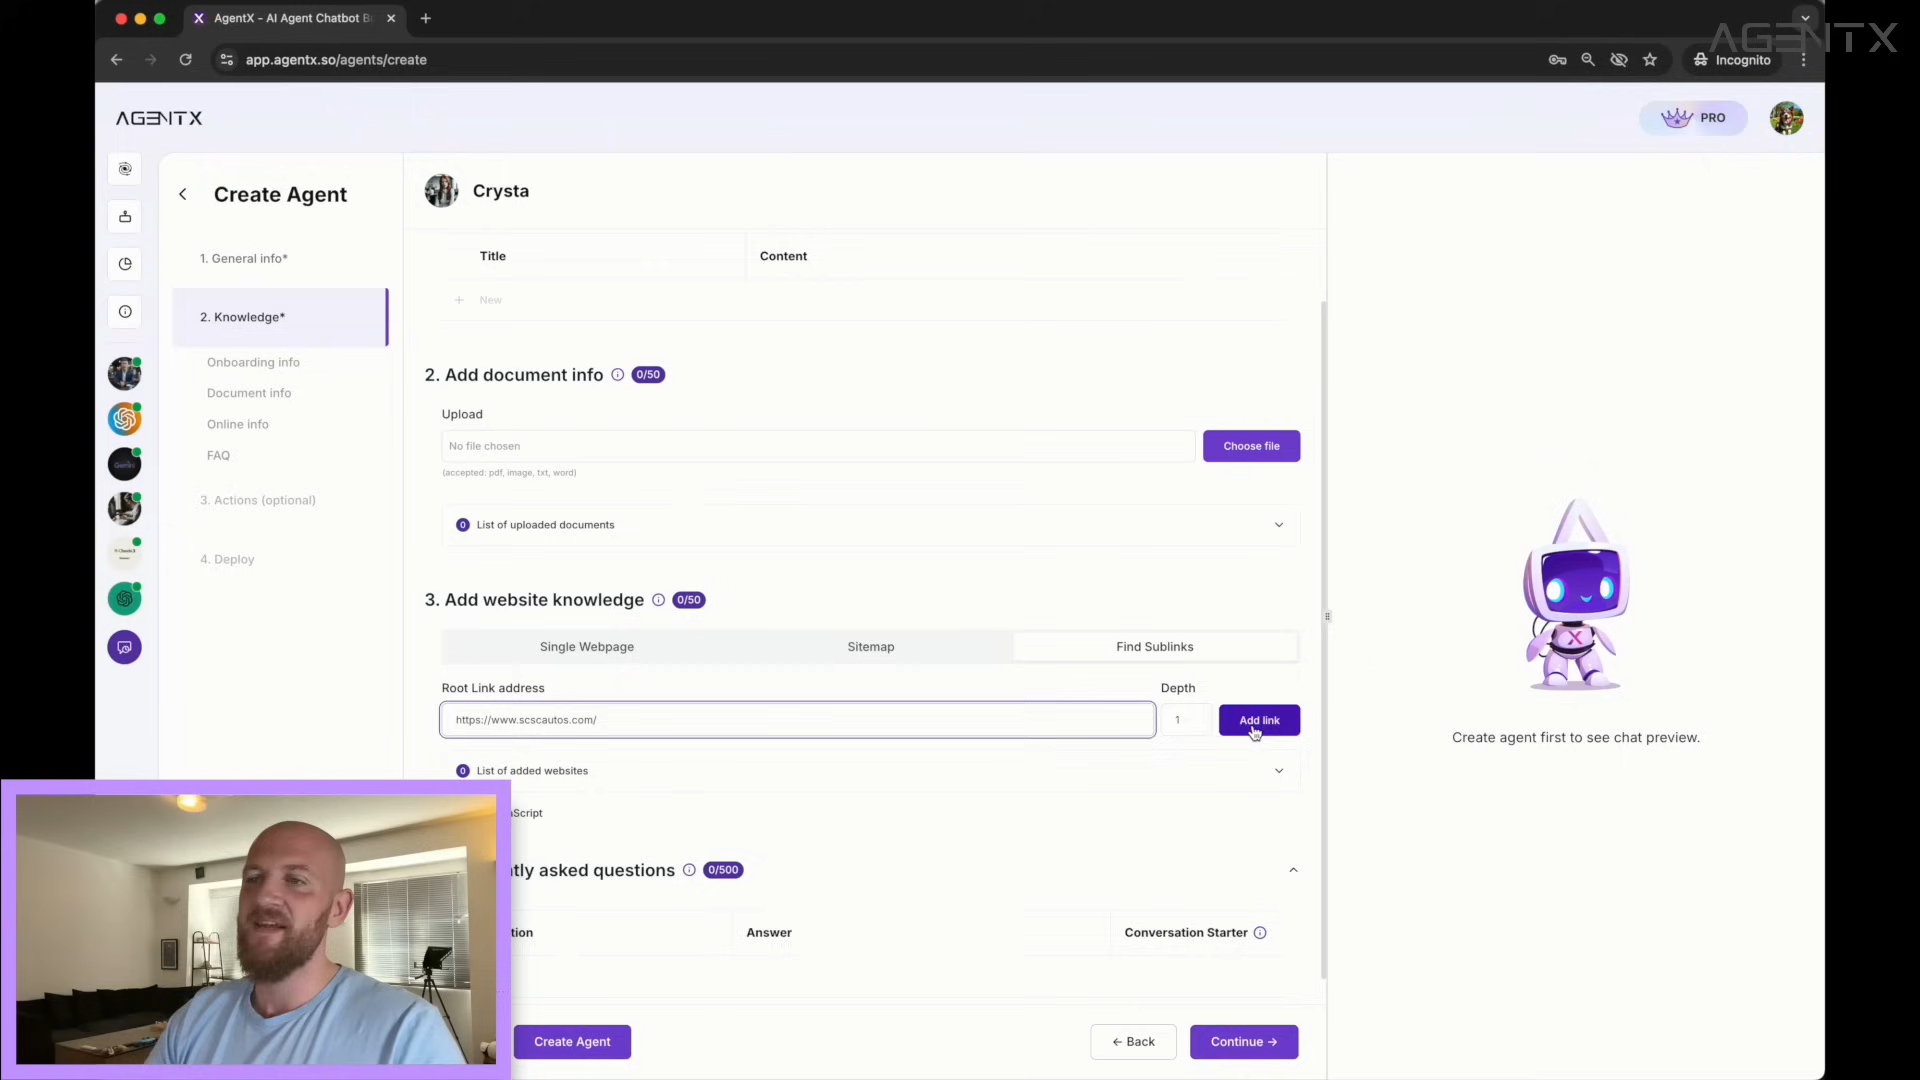 AgentX - AI Agent Chatbot B
AGENTX
app.agentx.so/agents/create
Incognito
AGENTX
PRO
Create Agent
1. General info*
2. Knowledge*
Onboarding info
Document info
Online info
FAQ
3. Actions (optional)
4. Deploy
Crysta
Title
Content
+ New
2. Add document info
0/50
Upload
No file chosen
Choose file
(accepted: pdf, image, txt, word)
0 List of uploaded documents
3. Add website knowledge
0/50
Single Webpage
Sitemap
Find Sublinks
Root Link address
Depth
https://www.scscautos.com/
1
Add link
0 List of added websites
aScript
tly asked questions
0/500
tion
Answer
Conversation Starter
Create Agent
← Back
Continue →
X
Create agent first to see chat preview.